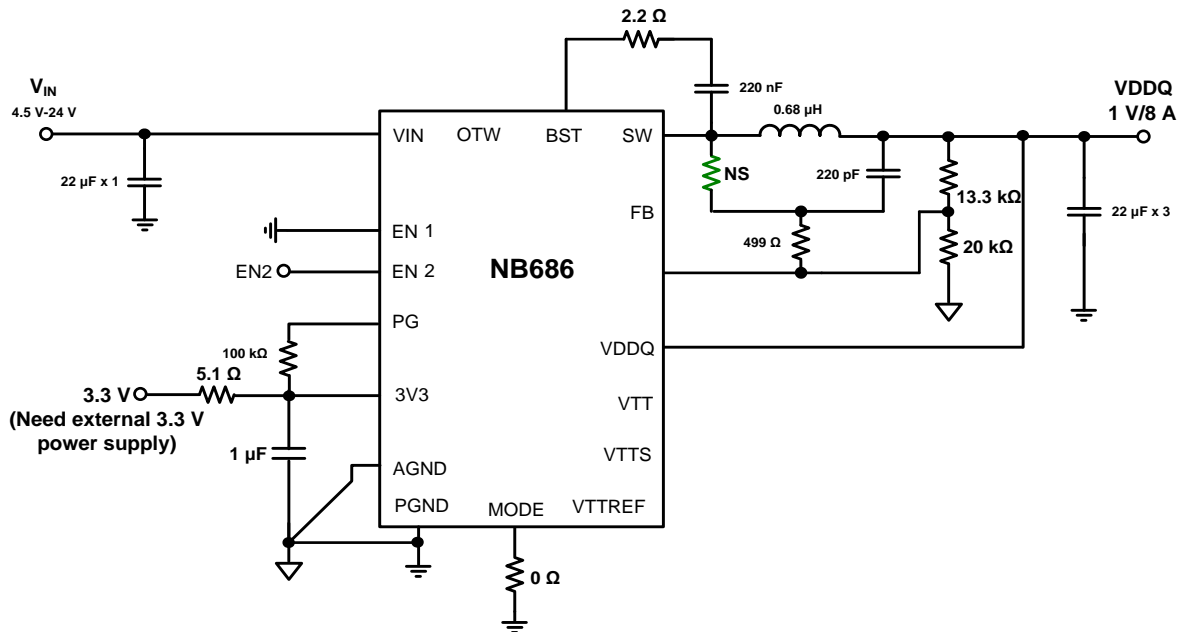 2.2 Ω
VIN
4.5 V-24 V
220 nF
0.68 µH
VDDQ
1 V/8 A
VIN
OTW
BST
SW
22 µF x 1
NS
220 pF
13.3 kΩ
22 µF x 3
FB
EN 1
499 Ω
20 kΩ
EN2
EN 2
NB686
PG
100 kΩ
VDDQ
5.1 Ω
3.3 V
3V3
(Need external 3.3 V
power supply)
VTT
1 µF
AGND
VTTS
PGND
MODE
VTTREF
0 Ω